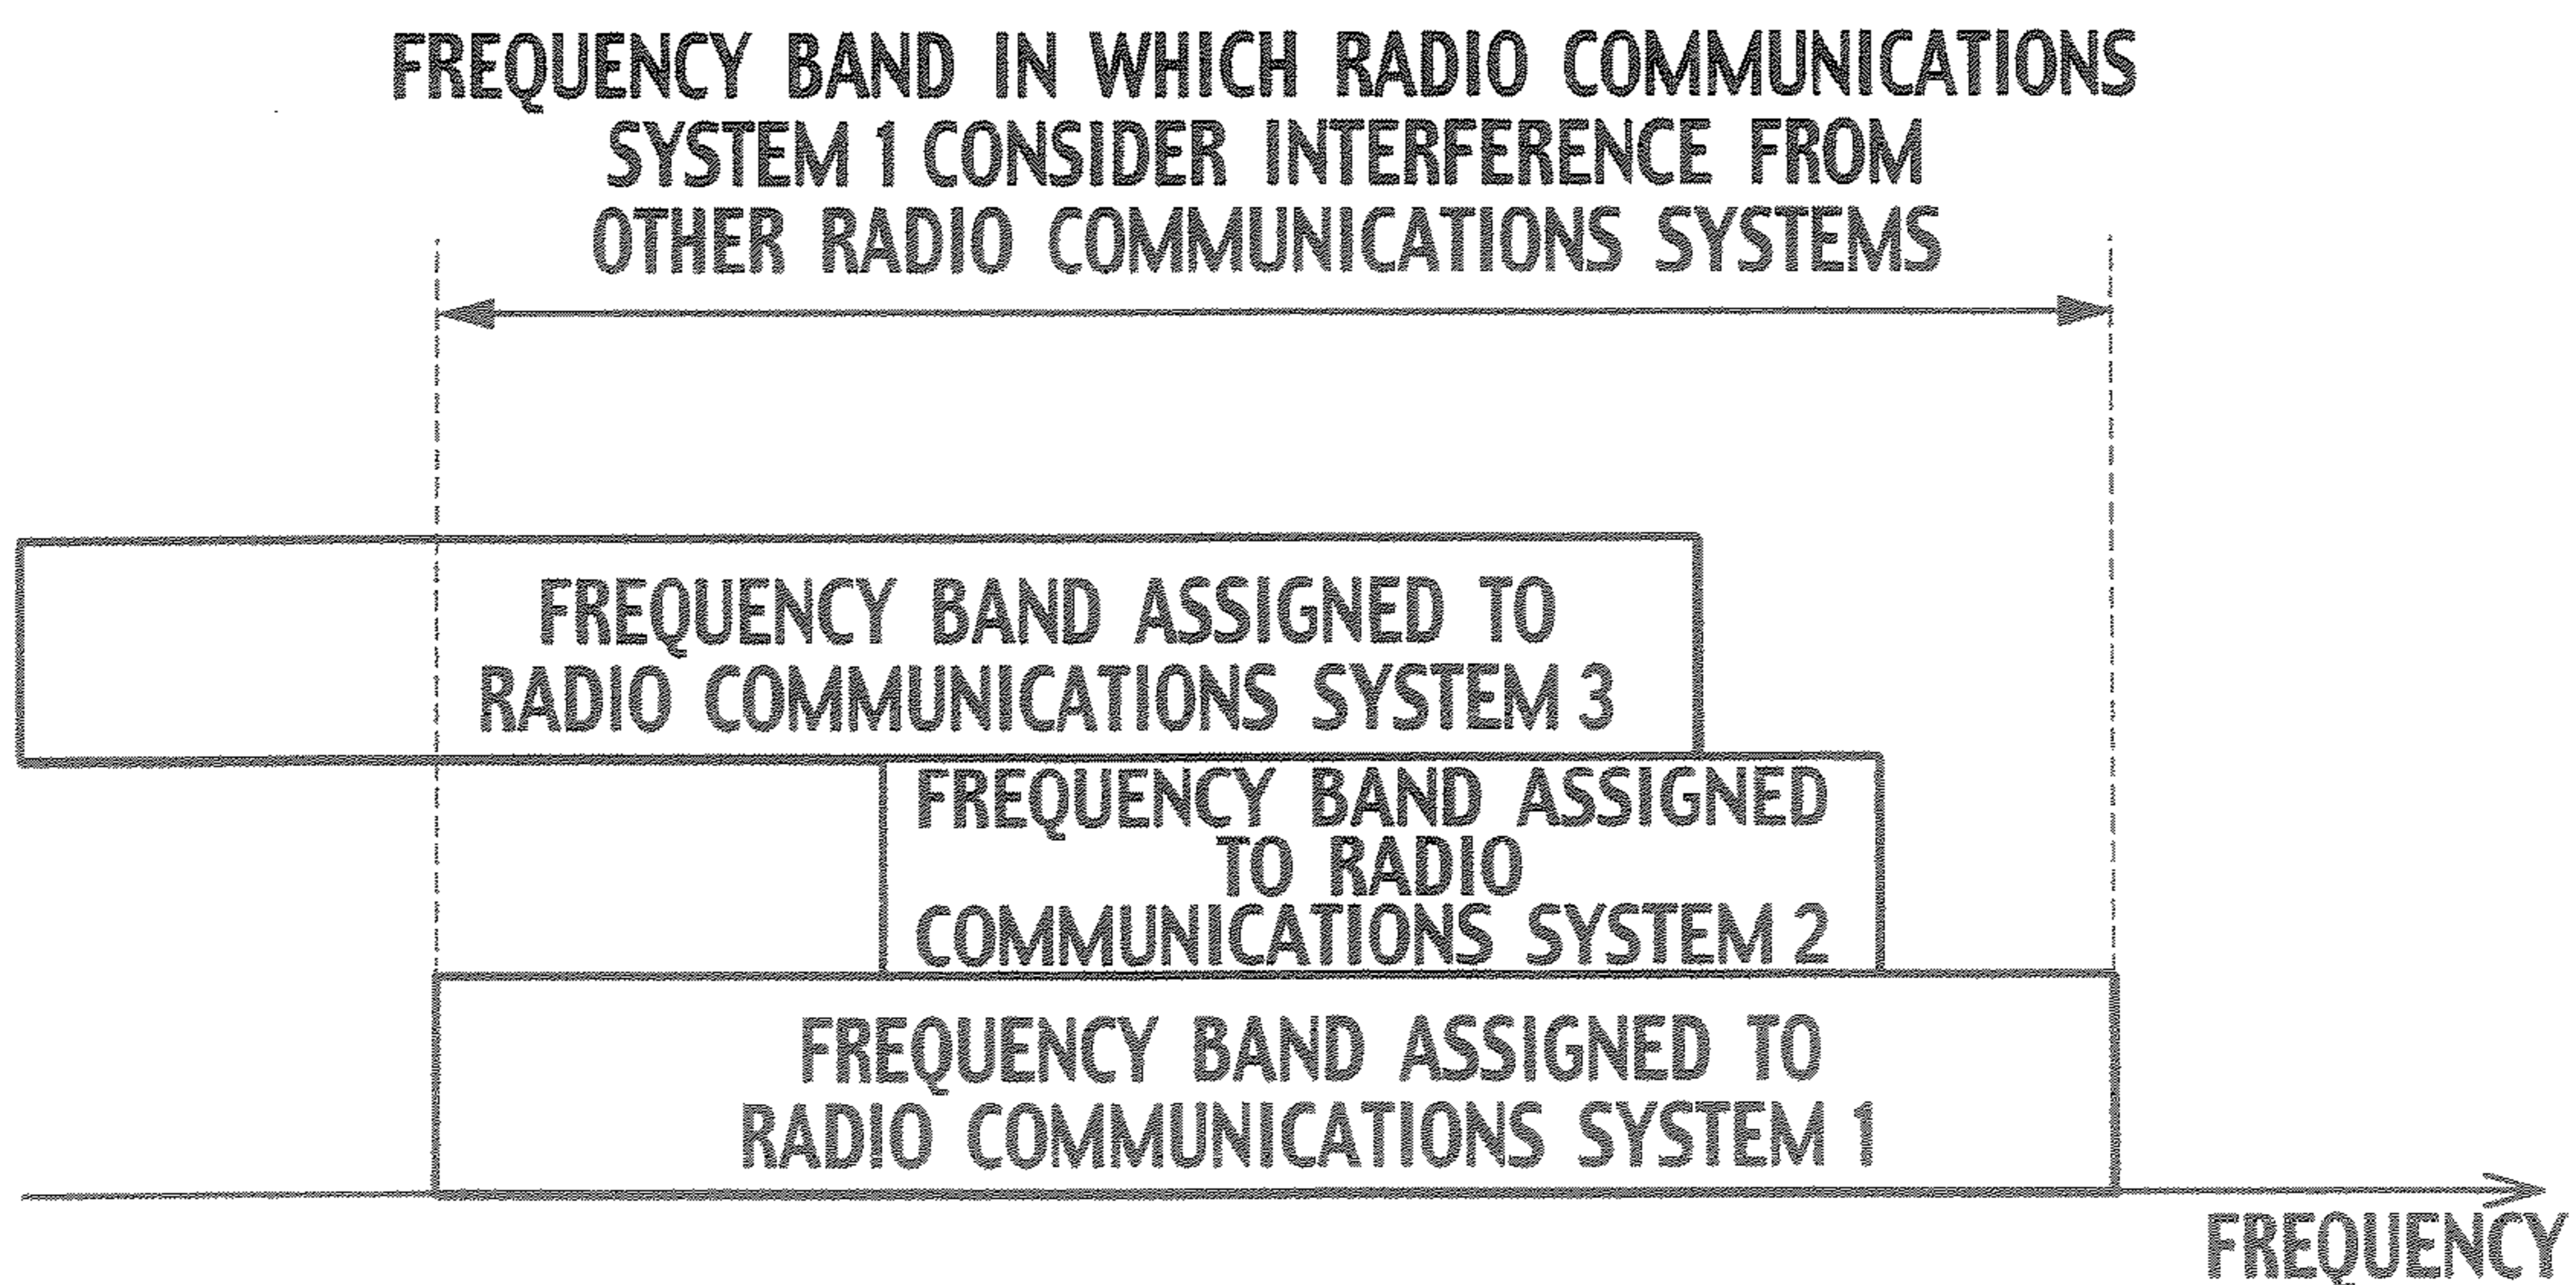 FREQUENCY BAND IN WHICH RADIO COMMUNICATIONS
SYSTEM 1 CONSIDER INTERFERENCE FROM
OTHER RADIO COMMUNICATIONS SYSTEMS
FREQUENCY BAND ASSIGNED TO
RADIO COMMUNICATIONS SYSTEM 3
FREQUENCY BAND ASSIGNED
TO RADIO
COMMUNICATIONS SYSTEM 2
FREQUENCY BAND ASSIGNED TO
RADIO COMMUNICATIONS SYSTEM 1
FREQUENCY